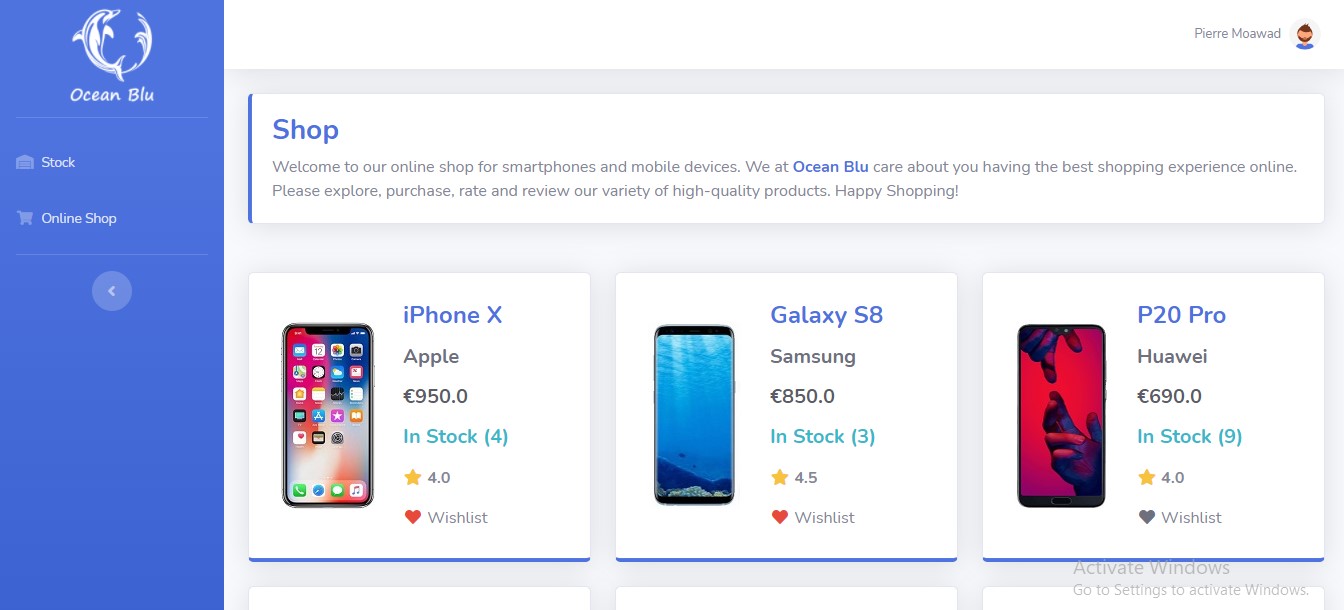 Ocean Blu
Stock
Online Shop
Pierre Moawad
Shop
Welcome to our online shop for smartphones and mobile devices. We at Ocean Blu care about you having the best shopping experience online.
Please explore, purchase, rate and review our variety of high-quality products. Happy Shopping!
iPhone X
Apple
€950.0
In Stock (4)
4.0
Wishlist
Galaxy S8
Samsung
€850.0
In Stock (3)
4.5
Wishlist
P20 Pro
Huawei
€690.0
In Stock (9)
4.0
Wishlist
Activate Windows
Go to Settings to activate Windows.